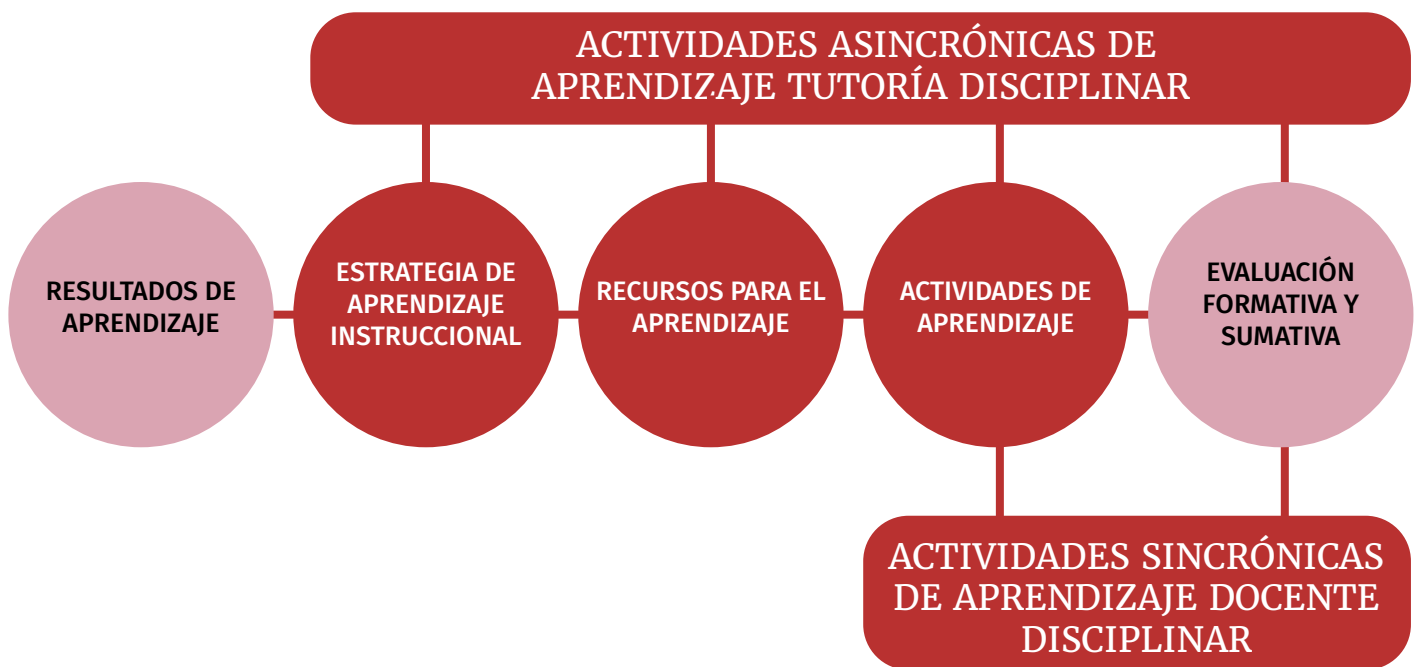 ACTIVIDADES ASINCRÓNICAS DE
APRENDIZAJE TUTORÍA DISCIPLINAR
RESULTADOS DE
APRENDIZAJE
ESTRATEGIA DE
APRENDIZAJE
INSTRUCCIONAL
RECURSOS PARA EL
APRENDIZAJE
ACTIVIDADES DE
APRENDIZAJE
EVALUACIÓN
FORMATIVA Y
SUMATIVA
ACTIVIDADES SINCRÓNICAS
DE APRENDIZAJE DOCENTE
DISCIPLINAR